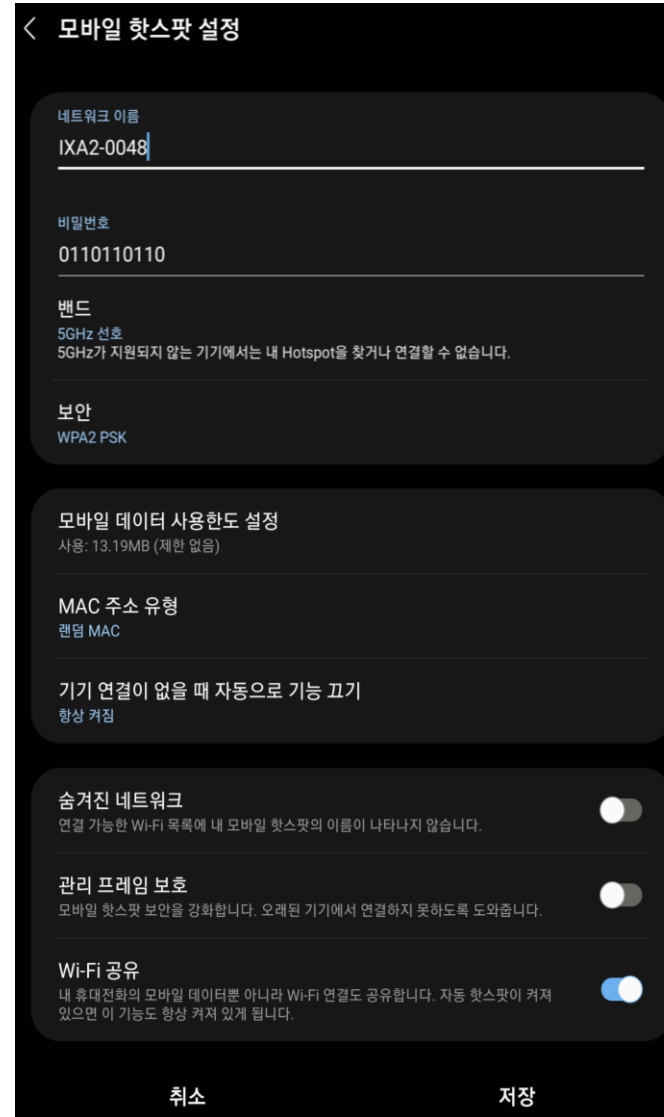 모바일 핫스팟 설정
네트워크 이름
IXA2-0048
비밀번호
0110110110
밴드
5GHz 선호
5GHz가 지원되지 않는 기기에서는 내 Hotspot을 찾거나 연결할 수 없습니다.
보안
WPA2 PSK
모바일 데이터 사용한도 설정
사용: 13.19MB (제한 없음)
MAC 주소 유형
랜덤 MAC
기기 연결이 없을 때 자동으로 기능 끄기
항상 켜짐
숨겨진 네트워크
연결 가능한 Wi-Fi 목록에 내 모바일 핫스팟의 이름이 나타나지 않습니다.
관리 프레임 보호
모바일 핫스팟 보안을 강화합니다. 오래된 기기에서 연결하지 못하도록 도와줍니다.
Wi-Fi 공유
내 휴대전화의 모바일 데이터뿐 아니라 Wi-Fi 연결도 공유합니다. 자동 핫스팟이 켜져
있으면 이 기능도 항상 켜져 있게 됩니다.
취소 저장